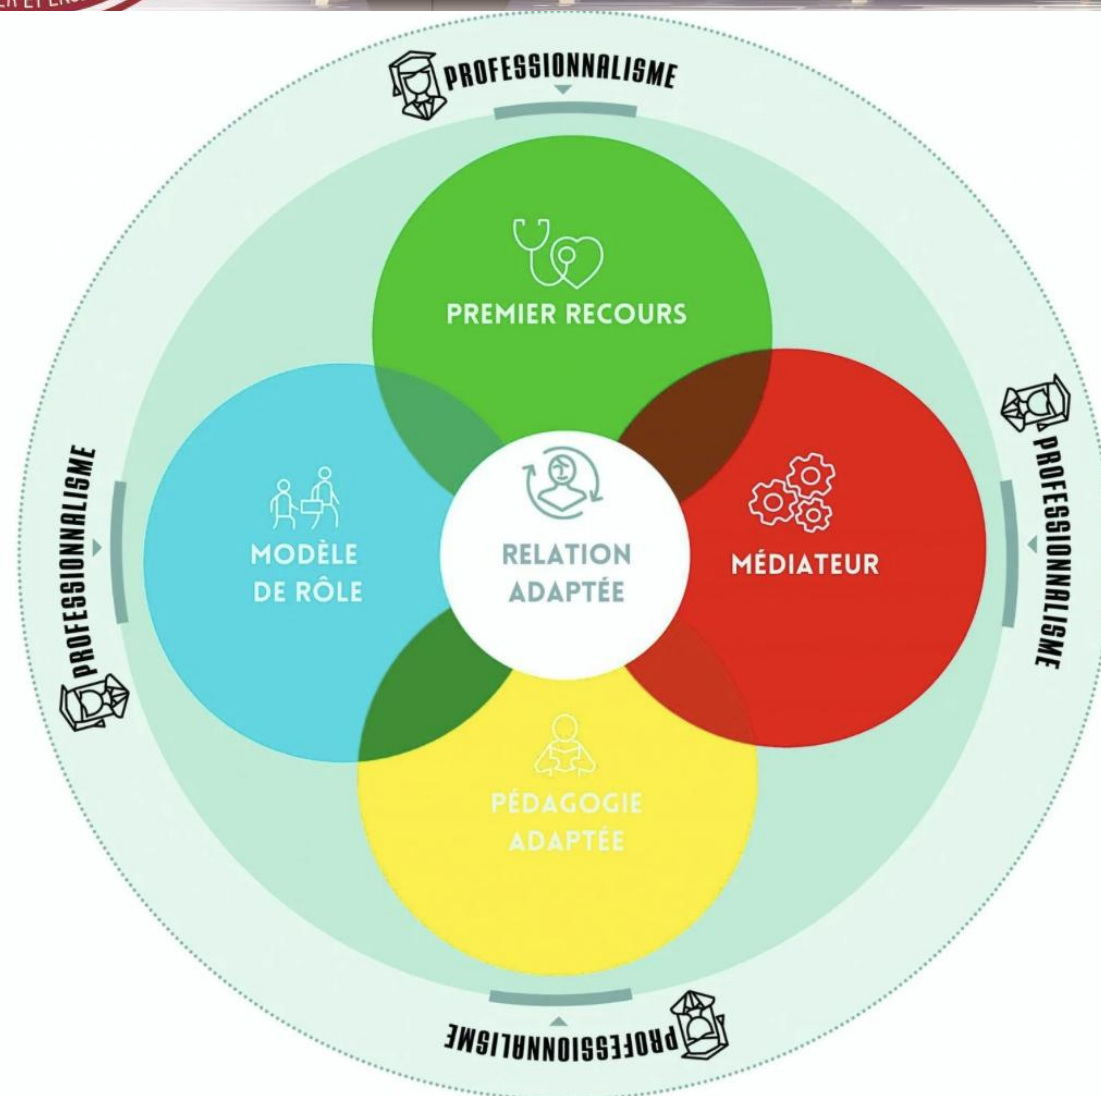 PROFESSIONNALISME
PREMIER RECOURS
PROFESSIONNALISME
PROFESSIONNALISME
MODÈLE
DE RÔLE
RELATION
ADAPTÉE
MÉDIATEUR
PÉDAGOGIE
ADAPTÉE
PROFESSIONNALISME